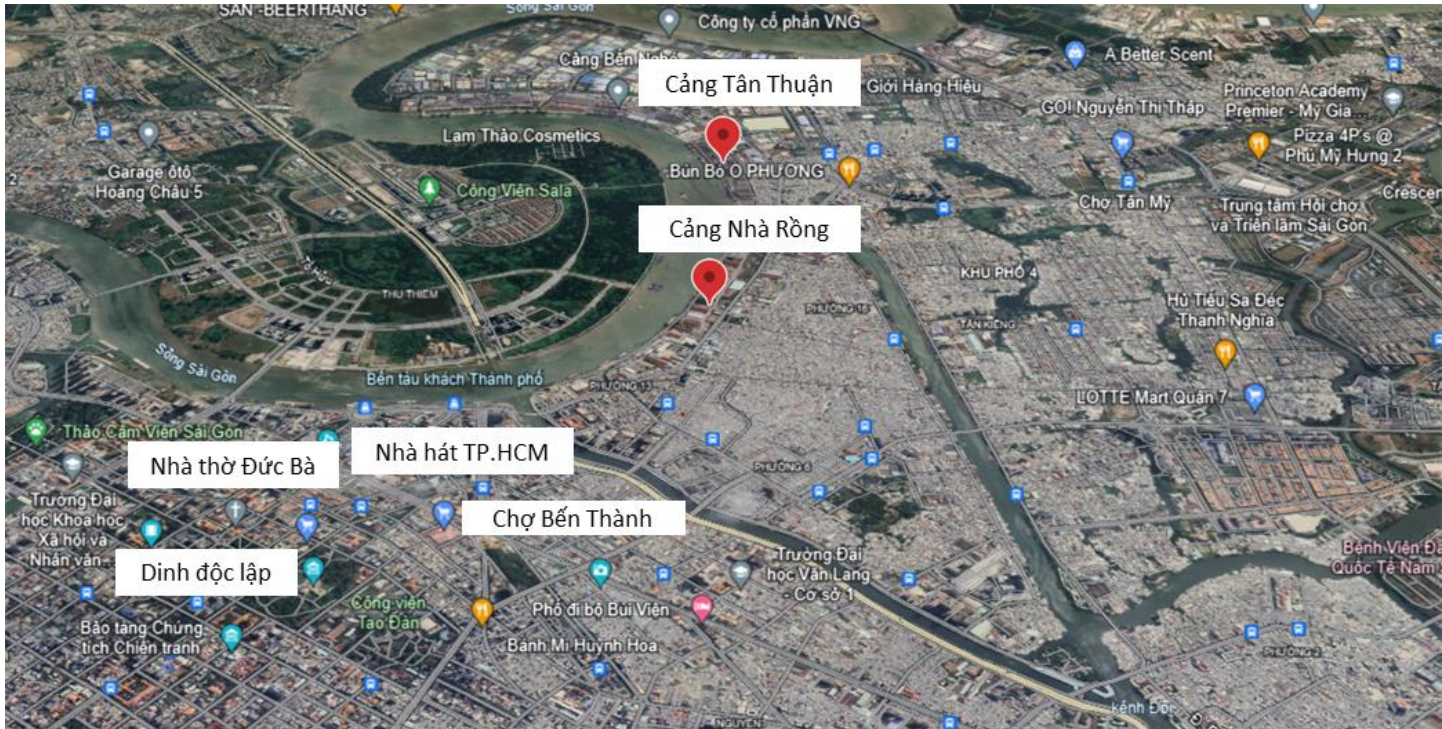 SAN -BEERTHANG
Sông Sài Gòn
Công ty cổ phần VNG
Cảng Bến Nghé
A Better Scent
Cảng Tân Thuận
Giới Hàng Hiệu
GO! Nguyễn Thị Thập
Princeton Academy
Premier - Mỹ Gia...
Lam Thảo Cosmetics
Pizza 4P's @
Phú Mỹ Hưng 2
Garage ôtô
Hoàng Châu 5
2
Bún Bò O PHƯỢNG
Công Viên Sala
Chợ Tân Mỹ
Crescen
Trung tâm Hội chợ
và Triển lãm Sài Gòn
Cảng Nhà Rồng
Tố Hữu
KHU PHỐ 4
THỦ THIÊM
PHƯỜNG 16
Hủ Tiếu Sa Đéc
Thanh Nghĩa
TÂN KIỂNG
Sông Sài Gòn
Bến tàu khách Thành phố
PHƯỜNG 13
LOTTE Mart Quận 7
Thảo Cầm Viên Sài Gòn
Nhà hát TP.HCM
Nhà thờ Đức Bà
PHƯỜNG 6
Trường Đại
học Khoa học
Xã hội và
Nhân văn...
Chợ Bến Thành
Dinh độc lập
Trường Đại
học Văn Lang
- Cơ sở 1
Bệnh Viện Đa
Quốc Tế Nam
Công viên
Tao Đàn
Phố đi bộ Bùi Viện
Bảo tàng Chứng
tích Chiến tranh
Bánh Mì Huỳnh Hoa
PHƯỜNG 2
kênh Đôi
NGUYỄN